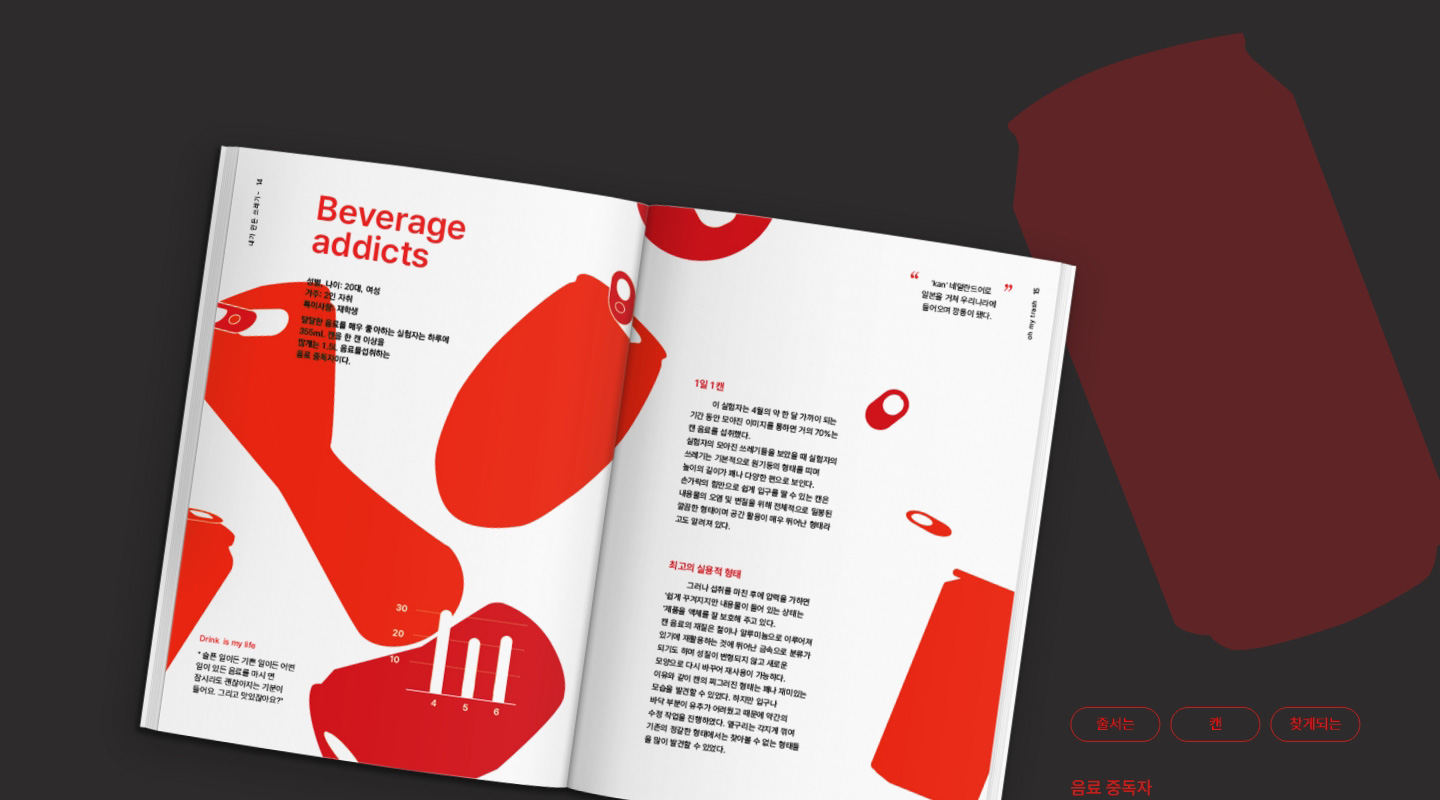 내가 만든 쓰레기 - 14
Beverage
addicts
성별, 나이: 20대, 여성
거주: 2인 자취
특이사항: 재학생
달달한 음료를 매우 좋아하는 실험자는 하루에
355mL 캔을 한 캔 이상을
많게는 1.5L 음료를섭취하는
음료 중독자이다.
Drink is my life
" 슬픈 일이든 기쁜 일이든 어떤
일이 있든 음료를 마시 면
잠시라도 괜찮아지는 기분이
들어요. 그리고 맛있잖아요?"
30
20
10
4 5 6
“ 'kan' 네덜란드어로 ”
일본을 거쳐 우리나라에
들어오며 깡통이 됐다.
15
oh my trash
1일 1캔
이 실험자는 4월의 약 한 달 가까이 되는
기간 동안 모아진 이미지를 통하면 거의 70%는
캔 음료를 섭취했다.
실험자의 모아진 쓰레기들을 보았을 때 실험자의
쓰레기는 기본적으로 원기둥의 형태를 띠며
높이의 길이가 꽤나 다양한 편으로 보인다.
손가락의 힘만으로 쉽게 입구를 딸 수 있는 캔은
내용물의 오염 및 변질을 위해 전체적으로 밀봉된
깔끔한 형태이며 공간 활용이 매우 뛰어난 형태라
고도 알려져 있다.
최고의 실용적 형태
그러나 섭취를 마친 후에 압력을 가하면
'쉽게 꾸겨지지만 내용물이 들어 있는 상태는
'제품을 액체를 잘 보호해 주고 있다.
캔 음료의 재질은 철이나 알루미늄으로 이루어져
있기에 재활용하는 것에 뛰어난 금속으로 분류가
되기도 하며 성질이 변형되지 않고 새로운
모양으로 다시 바꾸어 재사용이 가능하다.
이유와 같이 캔의 찌그러진 형태는 꽤나 재미있는
모습을 발견할 수 있었다. 하지만 입구나
바닥 부분이 유추가 어려웠고 때문에 약간의
수정 작업을 진행하였다. 옆구리는 각지게 꺾여
기존의 정갈한 형태에서는 찾아볼 수 없는 형태들
을 많이 발견할 수 있었다.
줄서는
캔
찾게되는
음료 중독자